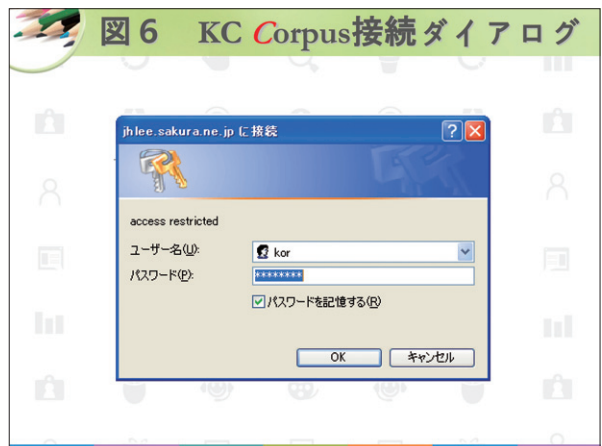 図6 KC Corpus接続ダイアログ
jhlee.sakura.ne.jp に接続
access restricted
ユーザー名(U):
kor
パスワード(P):
********
パスワードを記憶する(R)
OK キャンセル